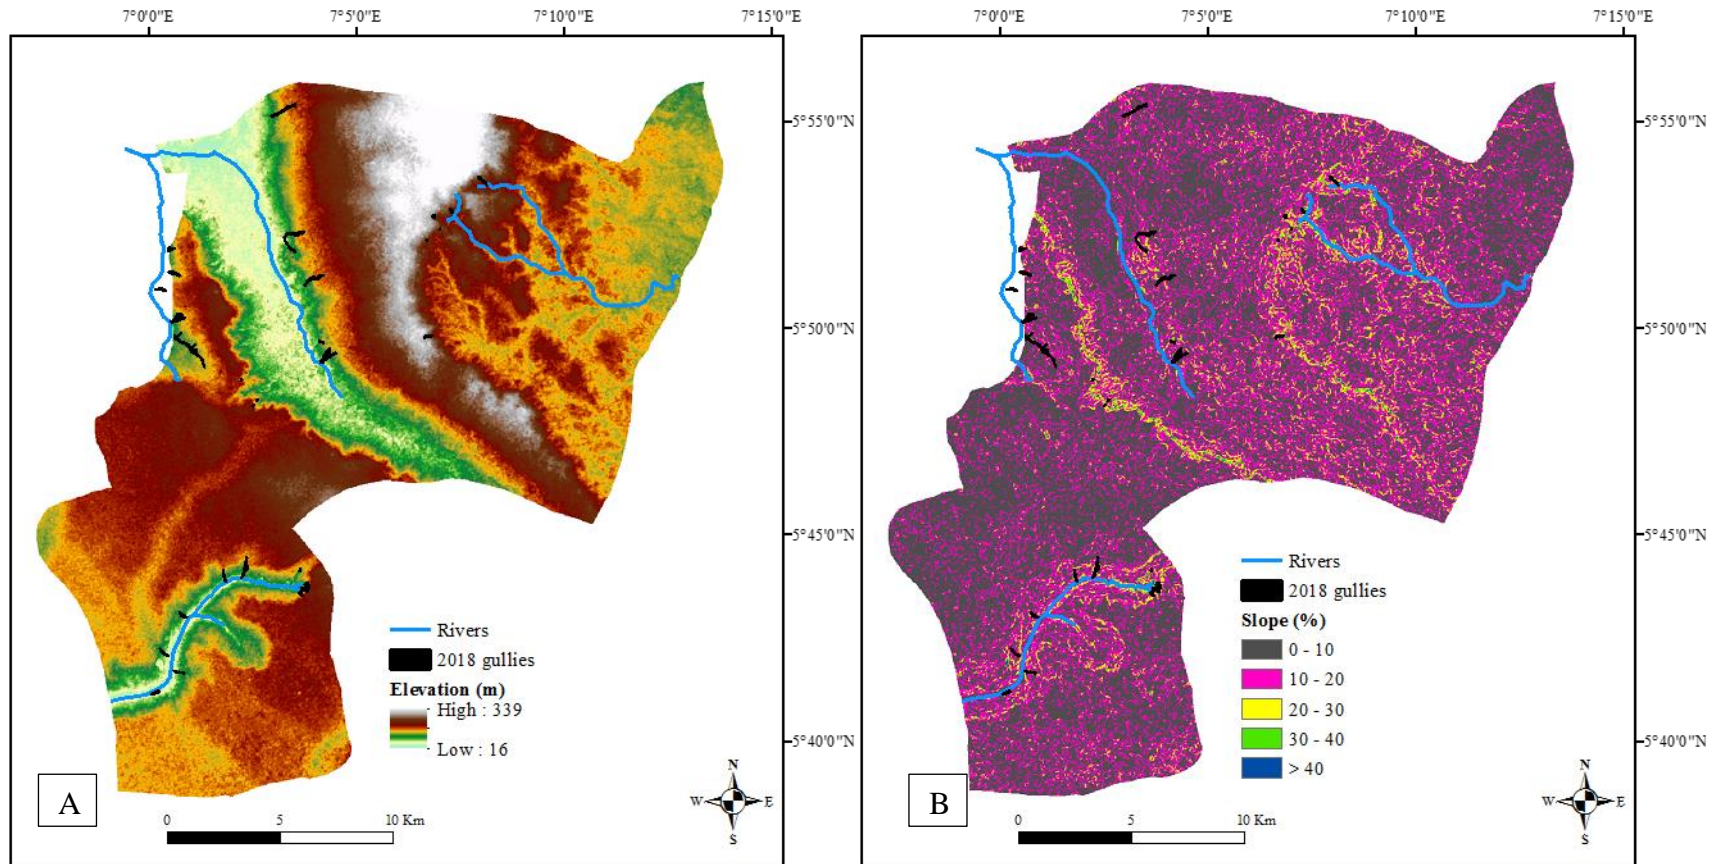 7°0'0"E 7°5'0"E 7°10'0"E 7°15'0"E
5°55'0"N
5°50'0"N
5°45'0"N
5°40'0"N
Rivers
2018 gullies
Elevation (m)
High : 339
Low : 16
A
0 5 10 Km
N
W E
S
7°0'0"E 7°5'0"E 7°10'0"E 7°15'0"E
5°55'0"N
5°50'0"N
5°45'0"N
5°40'0"N
Rivers
2018 gullies
Slope (%)
0 - 10
10 - 20
20 - 30
30 - 40
> 40
B
0 5 10 Km
N
W E
S